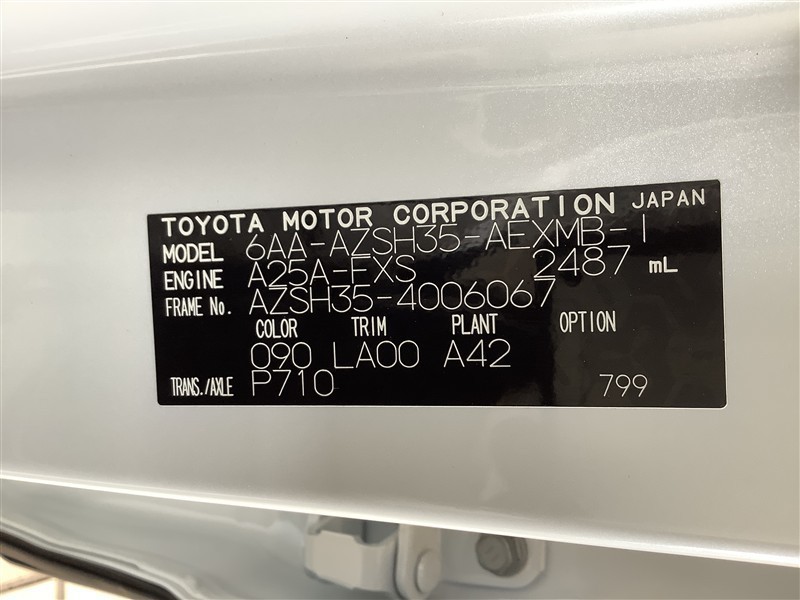 TOYOTA MOTOR CORPORATION JAPAN
MODEL 6AA-AZSH35-AEXMB-1
ENGINE A25A-FXS 2487 mL
FRAME No. AZSH35-4006067
COLOR TRIM PLANT OPTION
090 LA00 A42
TRANS./AXLE P710 799